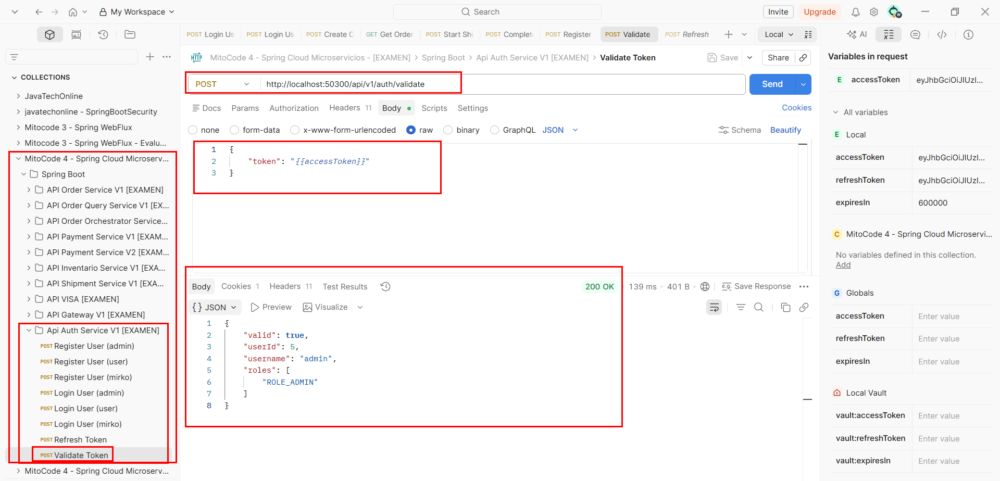 My Workspace
Search
Invite
Upgrade
COLLECTIONS
JavaTechOnline
javatechonline - SpringBootSecurity
Mitocode 3 - Spring WebFlux
Mitocode 3 - Spring WebFlux - Evalu...
MitoCode 4 - Spring Cloud Microserv...
Spring Boot
API Order Service V1 [EXAMEN]
API Order Query Service V1 [EX...
API Order Orchestrator Service...
API Payment Service V1 [EXAM...
API Payment Service V2 [EXAM...
API Inventario Service V1 [EXA...
API Shipment Service V1 [EXA...
API VISA [EXAMEN]
API Gateway V1 [EXAMEN]
Api Auth Service V1 [EXAMEN]
POST Register User (admin)
POST Register User (user)
POST Register User (mirko)
POST Login User (admin)
POST Login User (user)
POST Login User (mirko)
POST Refresh Token
POST Validate Token
MitoCode 4 - Spring Cloud Microserv...
POST Login Us POST Login Us POST Create O GET Get Order POST Start Shi POST Complete POST Register POST Validate POST Refresh
Local
HTTP MitoCode 4 - Spring Cloud Microservicios - [EXAMEN] > Spring Boot > Api Auth Service V1 [EXAMEN] > Validate Token
Save
Share
POST http://localhost:50300/api/v1/auth/validate
Send
Docs Params Authorization Headers 11 Body Scripts Settings
Cookies
none form-data x-www-form-urlencoded raw binary GraphQL JSON
Schema Beautify
1 {
2 "token": "{{accessToken}}"
3 }
Body Cookies 1 Headers 11 Test Results
200 OK 139 ms 401 B
e.g. Save Response
{} JSON Preview Visualize
1 {
2 "valid": true,
3 "userId": 5,
4 "username": "admin",
5 "roles": [
6 "ROLE_ADMIN"
7 ]
8 }
AI
Variables in request
E accessToken eyJhbGciOiJIUzI...
All variables
E Local
accessToken eyJhbGciOiJIUzI...
refreshToken eyJhbGciOiJIUzI...
expiresIn 600000
C MitoCode 4 - Spring Cloud Microservi...
No variables defined in this collection.
Add
G Globals
accessToken Enter value
refreshToken Enter value
expiresIn Enter value
Local Vault
vault:accessToken Enter value
vault:refreshToken Enter value
vault:expiresIn Enter value